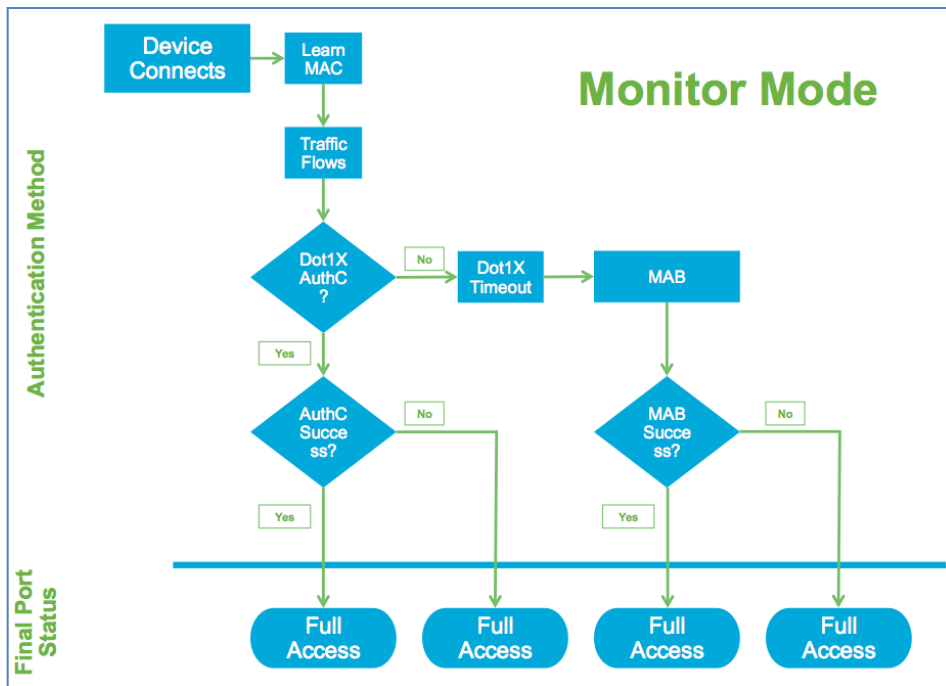 Device
Connects
Learn
MAC
Monitor Mode
Traffic
Flows
Authentication Method
Dot1X
AuthC
?
No
Dot1X
Timeout
MAB
Yes
AuthC
Succe
ss?
No
MAB
Succe
ss?
No
Yes
Yes
Final Port
Status
Full
Access
Full
Access
Full
Access
Full
Access